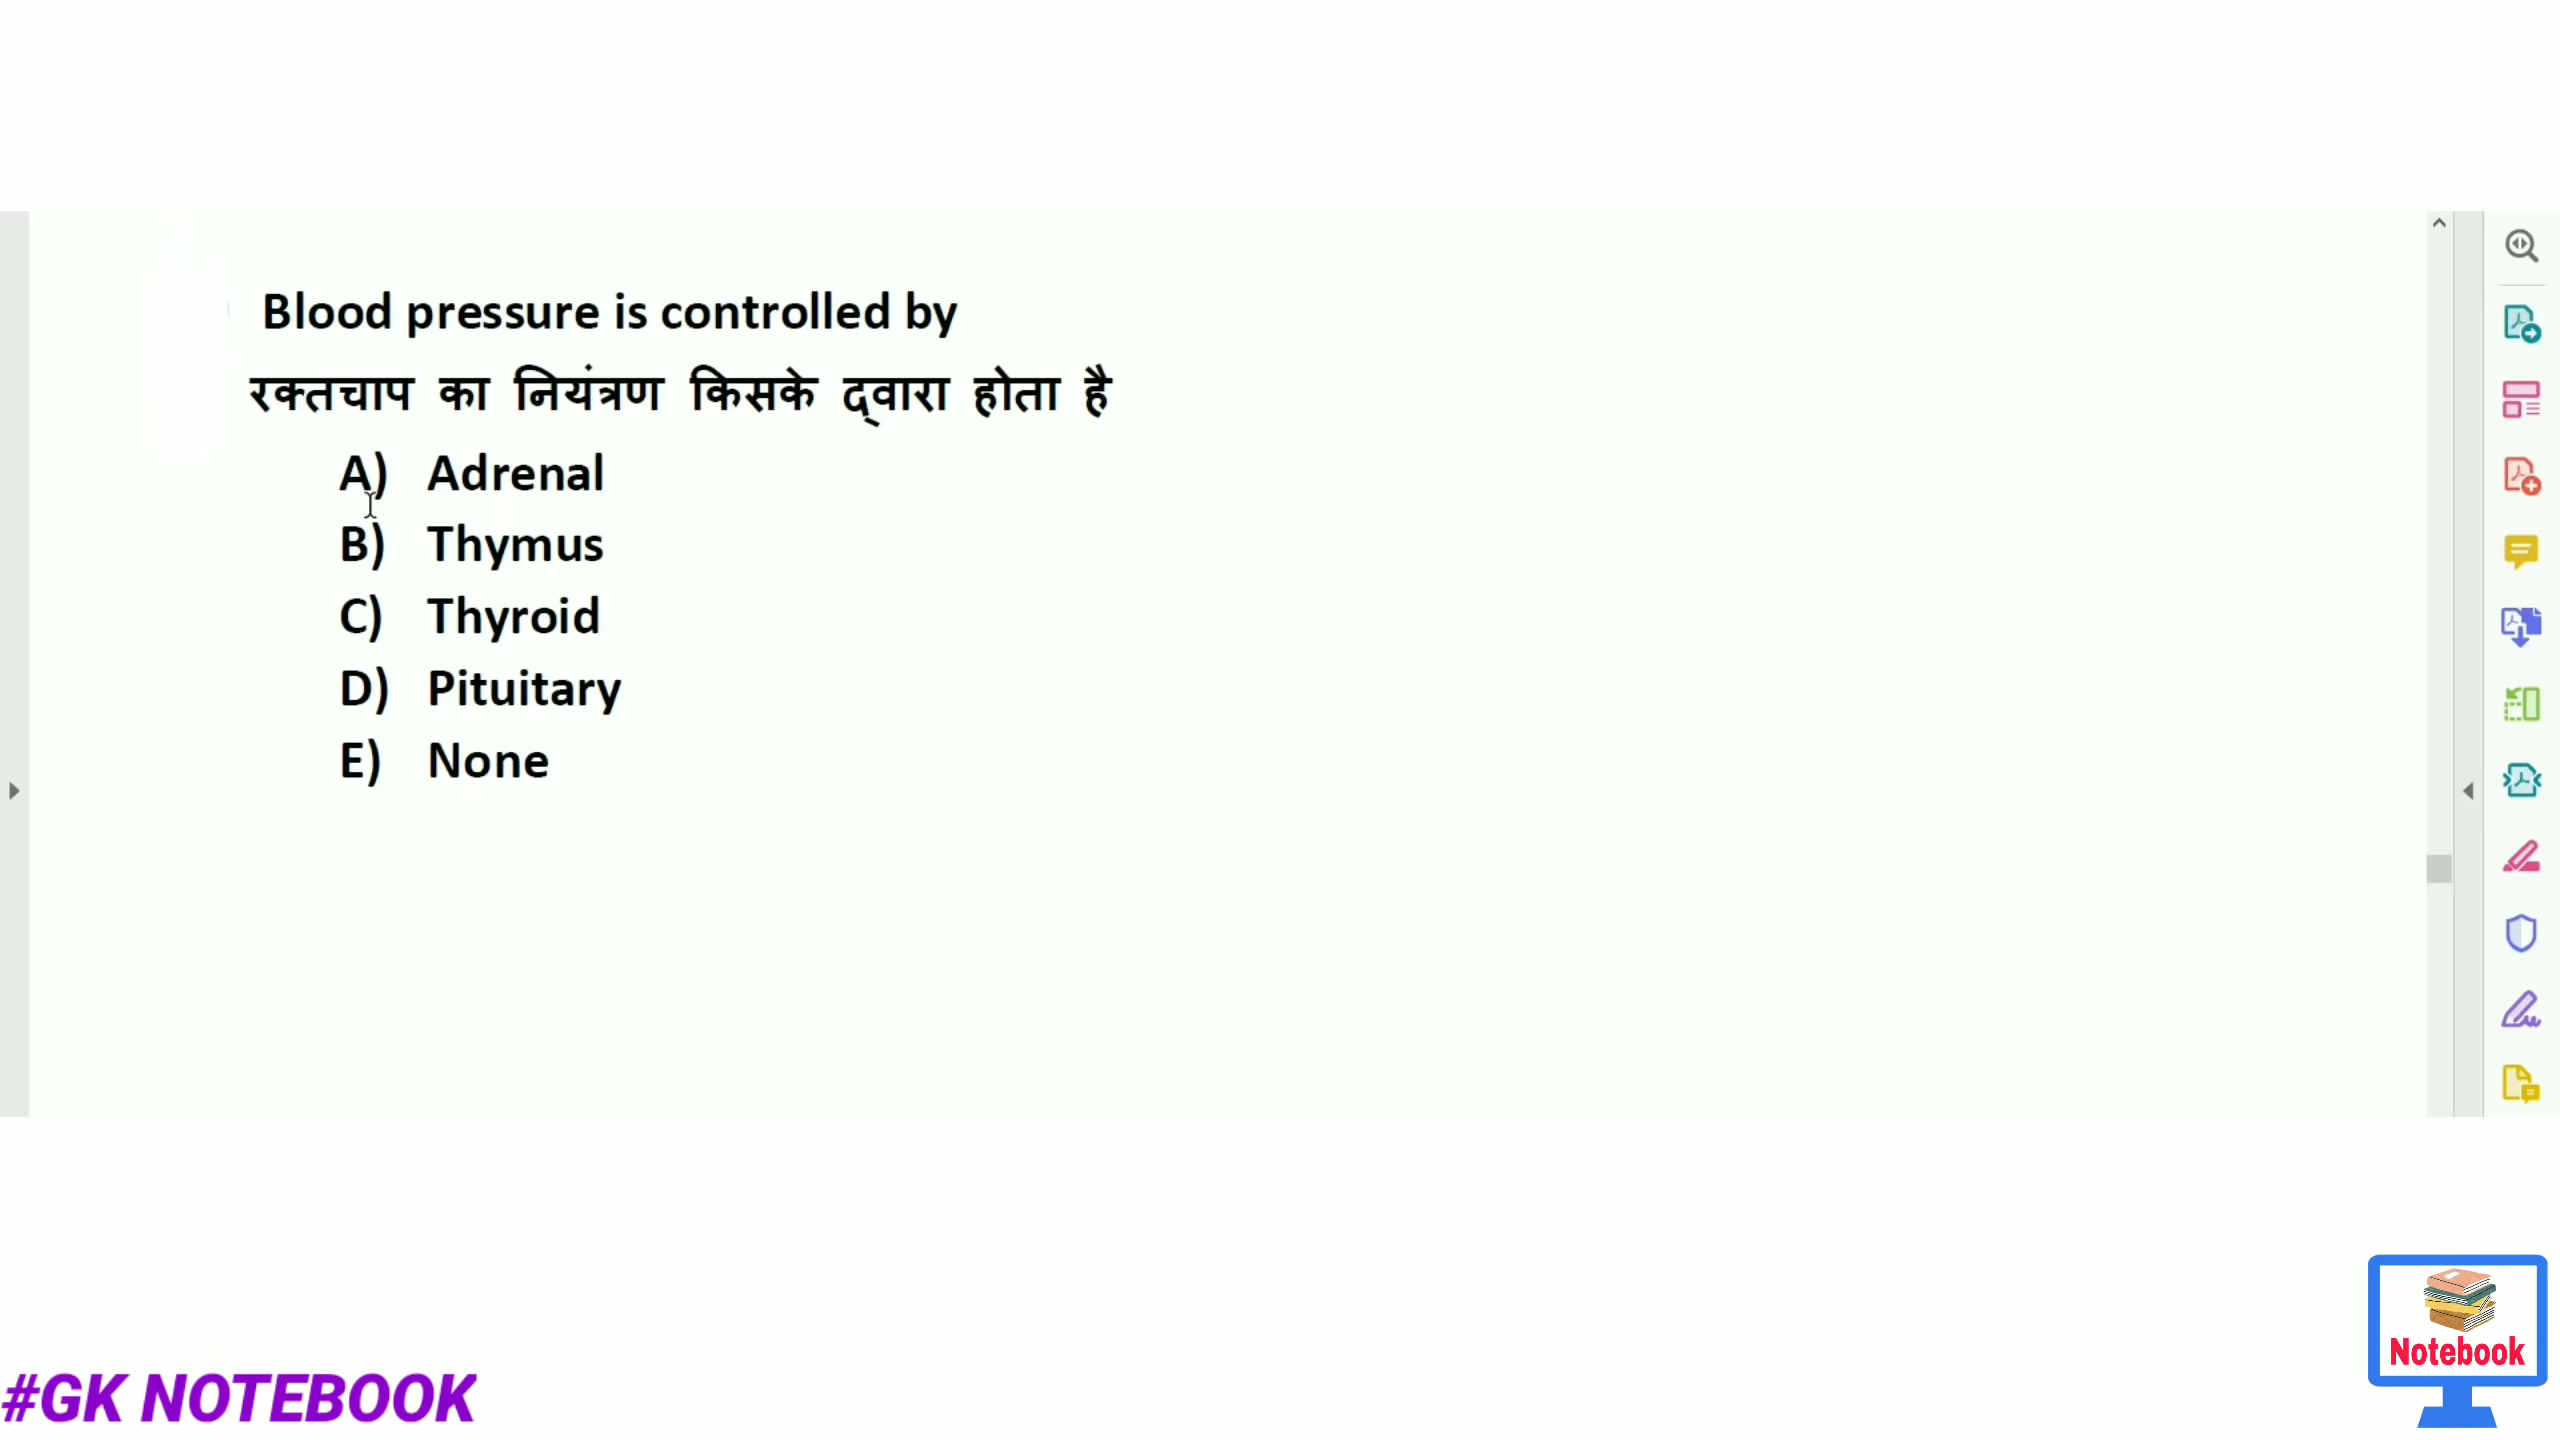 Blood pressure is controlled by
रक्तचाप का नियंत्रण किसके द्वारा होता है
A) Adrenal
B) Thymus
C) Thyroid
D) Pituitary
E) None
#GK NOTEBOOK
Notebook